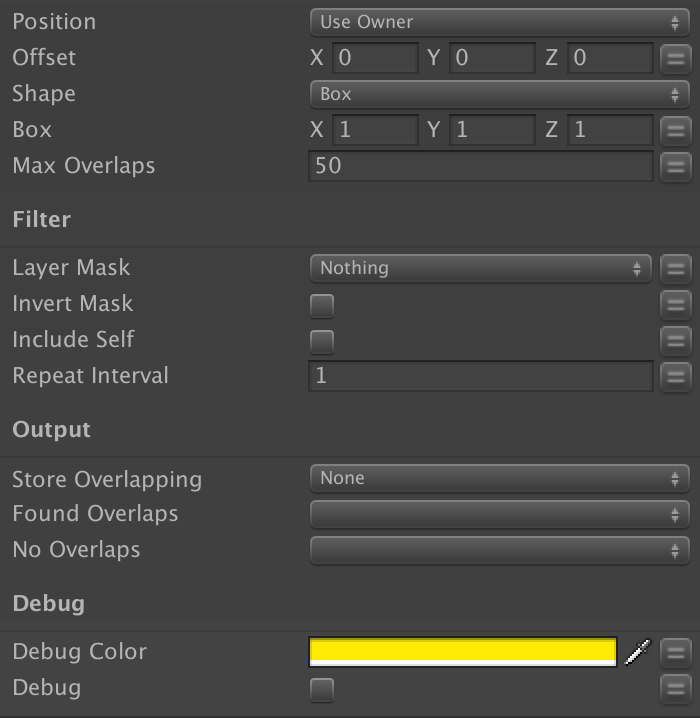 Position Use Owner
Offset X 0 Y 0 Z 0
Shape Box
Box X 1 Y 1 Z 1
Max Overlaps 50
Filter
Layer Mask Nothing
Invert Mask
Include Self
Repeat Interval 1
Output
Store Overlapping None
Found Overlaps
No Overlaps
Debug
Debug Color
Debug